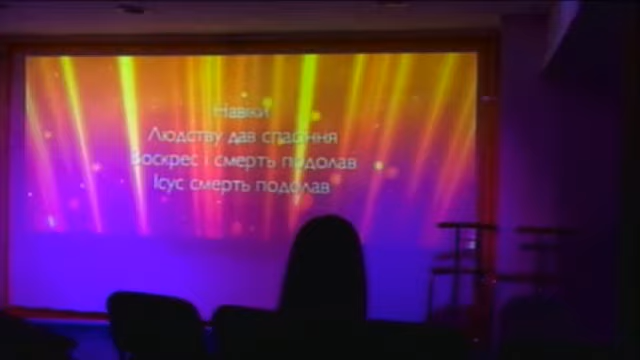 Навіки
Людству дав спасіння
Воскрес і смерть подолав
Ісус смерть подолав